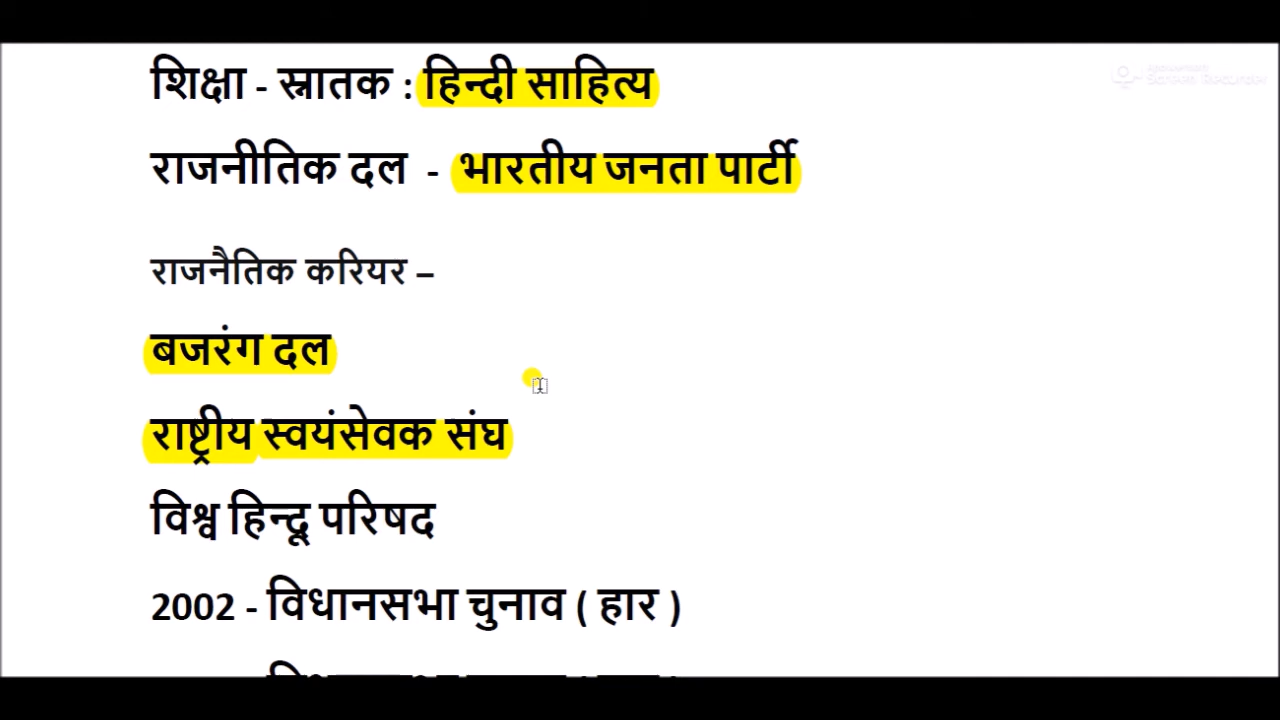 शिक्षा - स्नातक : हिन्दी साहित्य
राजनीतिक दल - भारतीय जनता पार्टी
राजनैतिक करियर –
बजरंग दल
राष्ट्रीय स्वयंसेवक संघ
विश्व हिन्दू परिषद
2002 - विधानसभा चुनाव ( हार )